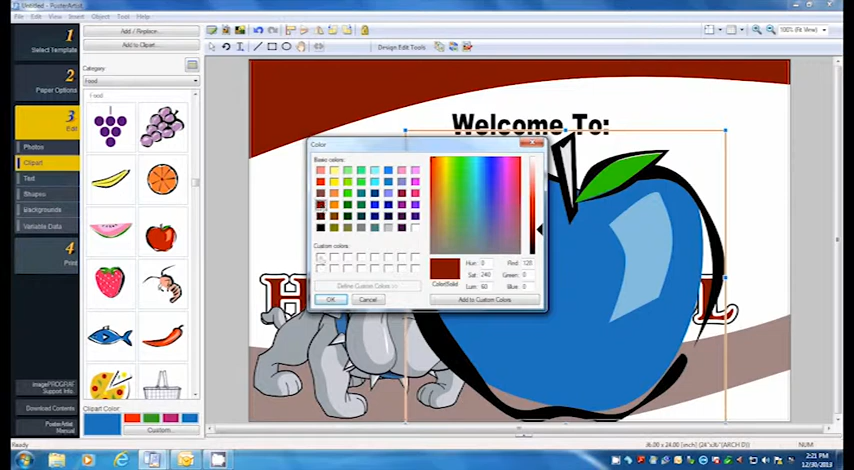 Untitled - PosterArtist
File Edit View Insert Object Tool Help
1
Select Template
2
Paper Options
3
Edit
Photos
Clipart
Text
Shapes
Backgrounds
Variable Data
4
Print
imagePROGRAF
Support Info.
Download Contents
PosterArtist
Manual
Add / Replace...
Add to Clipart...
Category
Food
Food
Clipart Color:
Custom...
Design Edit Tools
100% (Fit View)
Welcome To:
H
L
Color
Basic colors:
Custom colors:
Define Custom Colors >>
OK
Cancel
Color|Solid
Hue: 0
Sat: 240
Lum: 60
Red: 128
Green: 0
Blue: 0
Add to Custom Colors
Ready
36.00 x 24.00 [inch] (24"x36"(ARCH D))
NUM
2:21 PM
12/30/2013